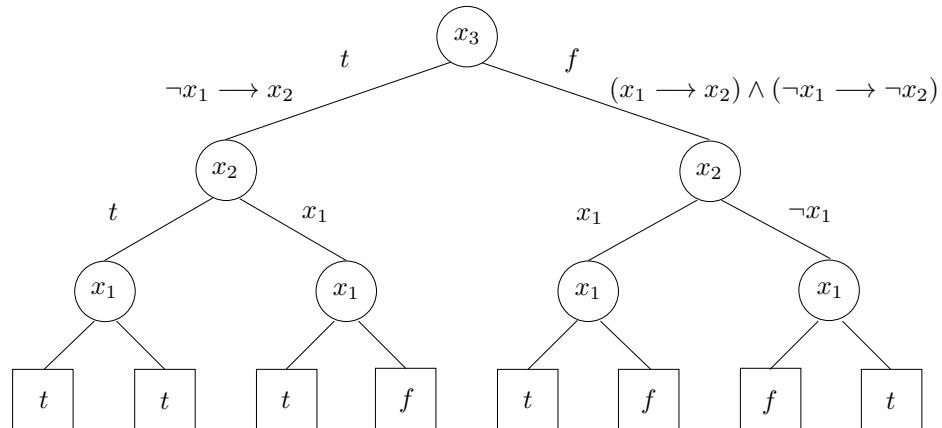 x₃
t f
¬x₁ ⟶ x₂ (x₁ ⟶ x₂) ∧ (¬x₁ ⟶ ¬x₂)
x₂ x₂
t x₁ x₁ ¬x₁
x₁ x₁ x₁ x₁
t t t f t f f t